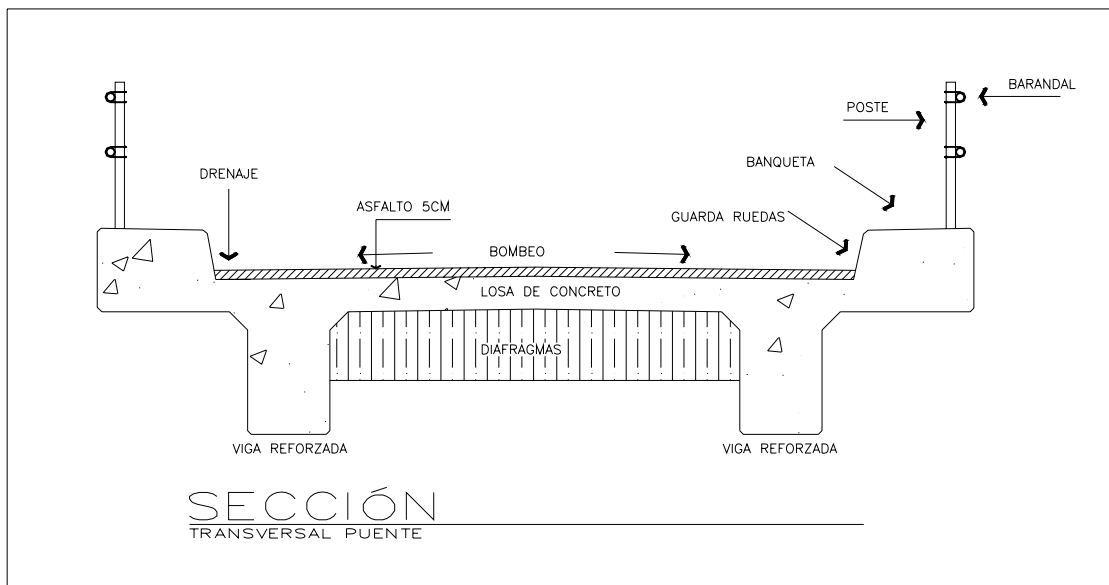 BARANDAL
POSTE
BANQUETA
DRENAJE
ASFALTO 5CM
GUARDA RUEDAS
BOMBEO
LOSA DE CONCRETO
DIAFRAGMAS
VIGA REFORZADA
VIGA REFORZADA
SECCIÓN
TRANSVERSAL PUENTE